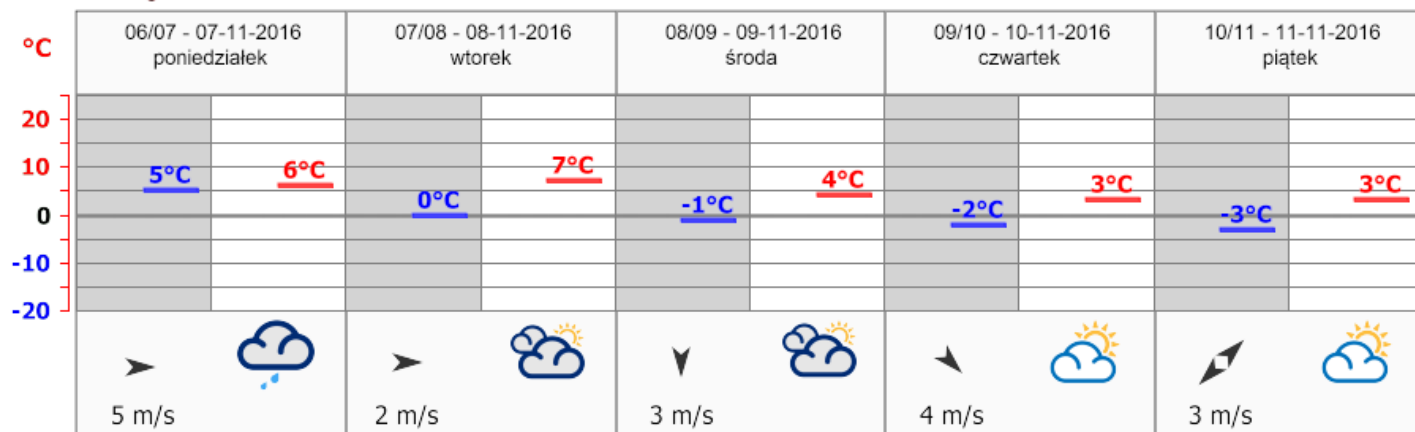 °C
06/07 - 07-11-2016
poniedziałek
07/08 - 08-11-2016
wtorek
08/09 - 09-11-2016
środa
09/10 - 10-11-2016
czwartek
10/11 - 11-11-2016
piątek
20
10
0
-10
-20
5°C
6°C
0°C
7°C
-1°C
4°C
-2°C
3°C
-3°C
3°C
5 m/s
2 m/s
3 m/s
4 m/s
3 m/s